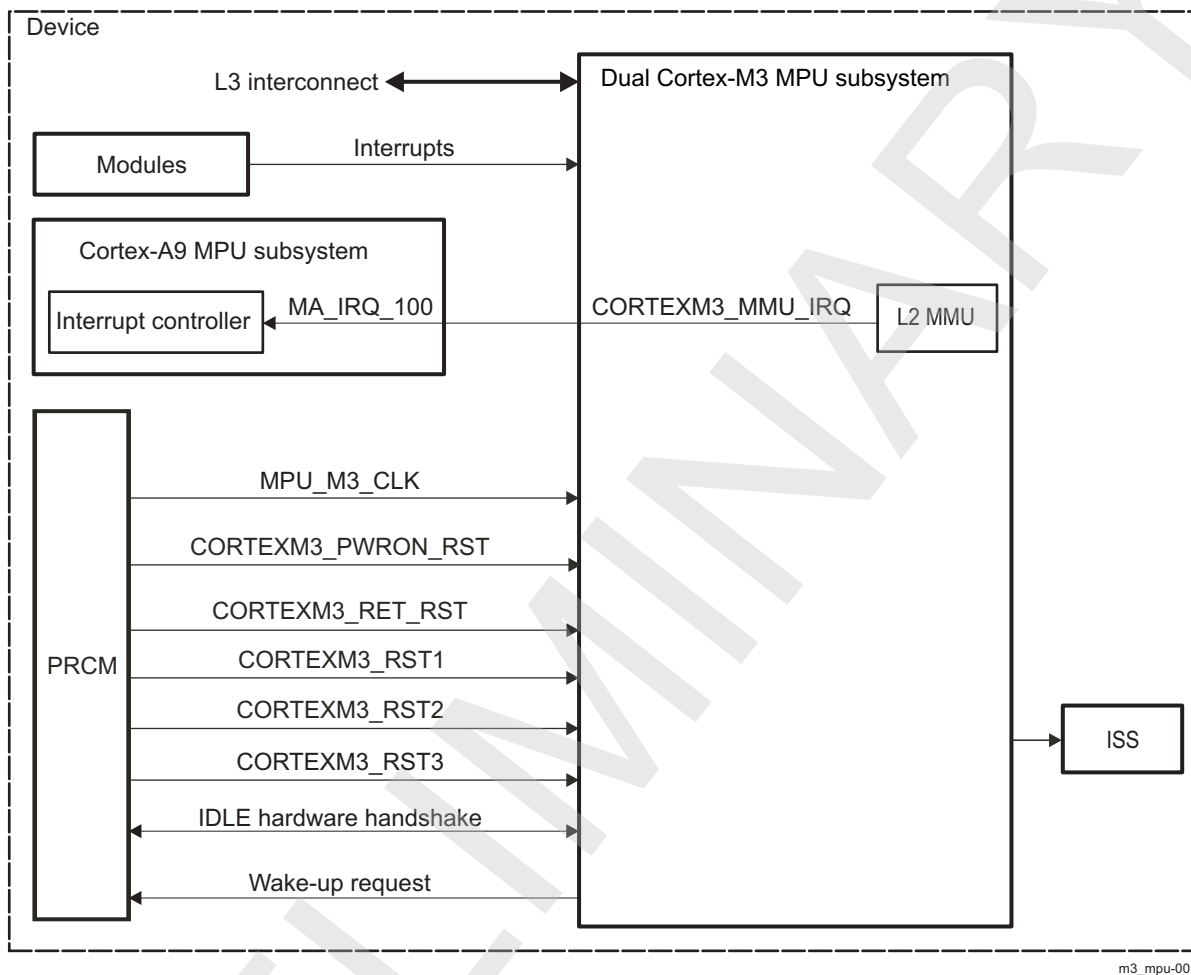 Device
L3 interconnect
Dual Cortex-M3 MPU subsystem
Modules
Interrupts
Cortex-A9 MPU subsystem
Interrupt controller
MA_IRQ_100
CORTEXM3_MMU_IRQ
L2 MMU
MPU_M3_CLK
CORTEXM3_PWRON_RST
CORTEXM3_RET_RST
PRCM
CORTEXM3_RST1
CORTEXM3_RST2
CORTEXM3_RST3
ISS
IDLE hardware handshake
Wake-up request
m3_mpu-00